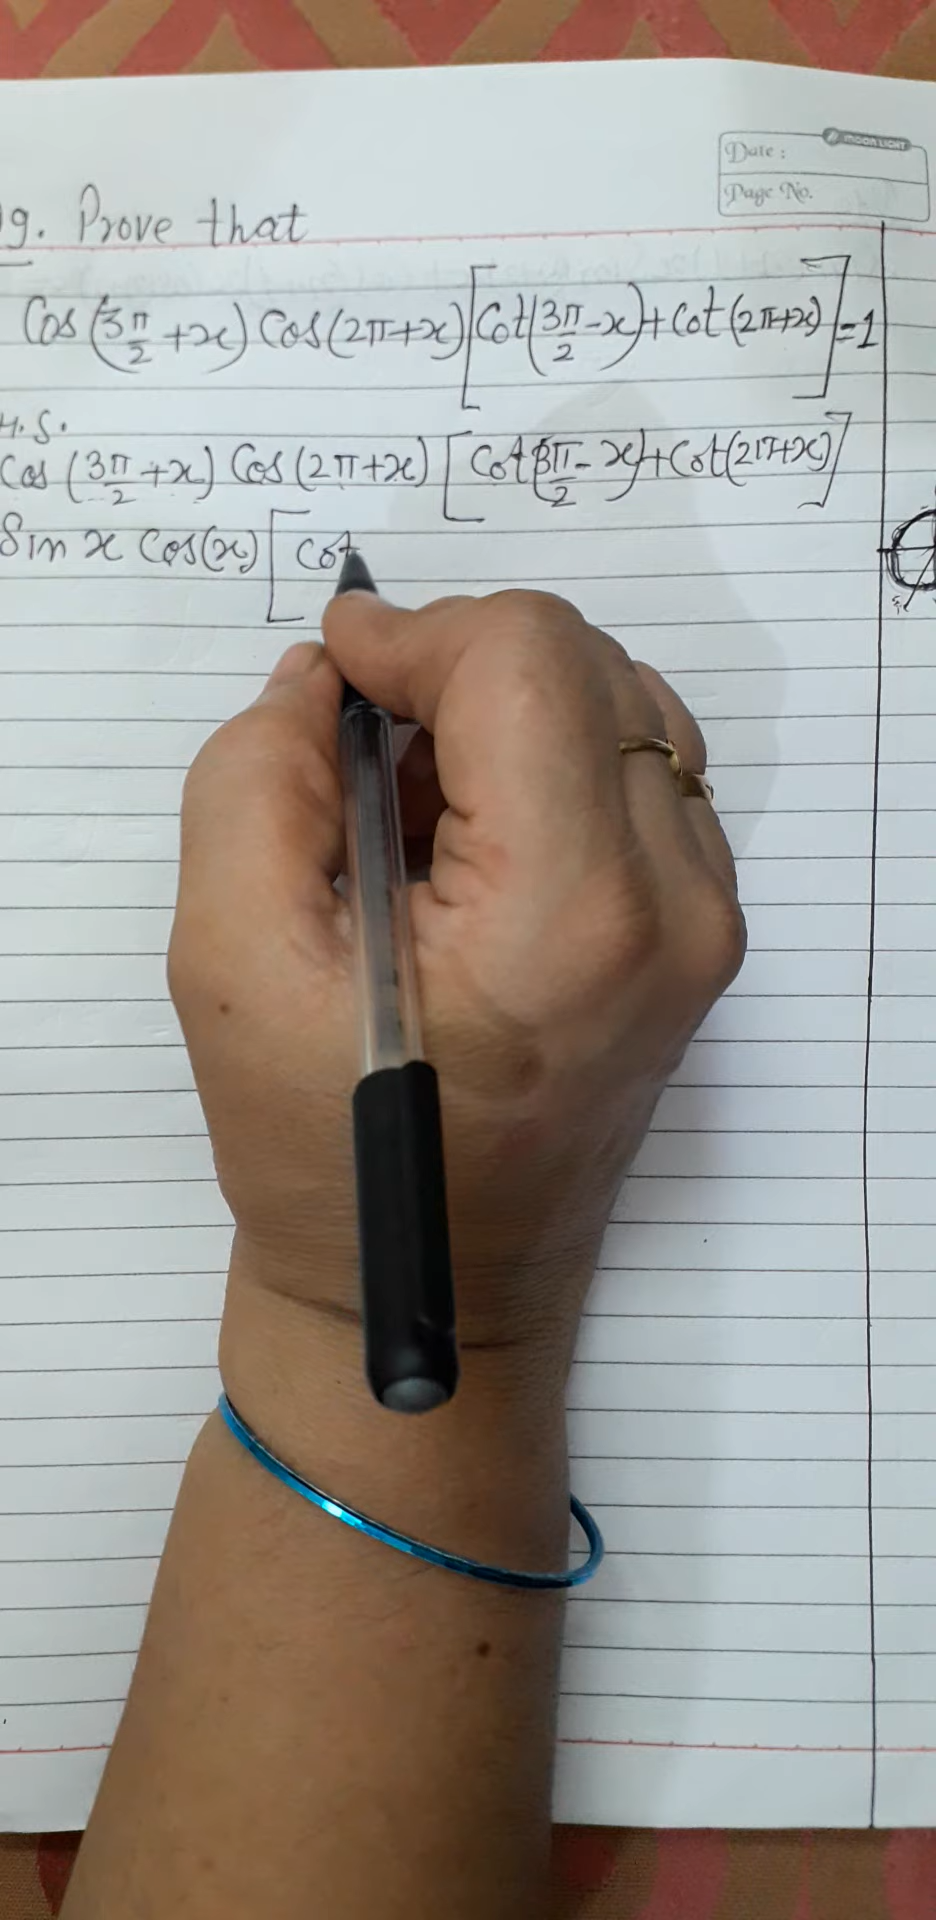 MOONLIGHT
Date :
Page No.
9. Prove that
Cos(3π/2 + x) Cos(2π+x) [Cot(3π/2 - x) + Cot(2π+x)] = 1
H.S.
Cos(3π/2 + x) Cos(2π+x) [Cot(3π/2 - x) + Cot(2π+x)]
Sin x Cos(x) [Cot